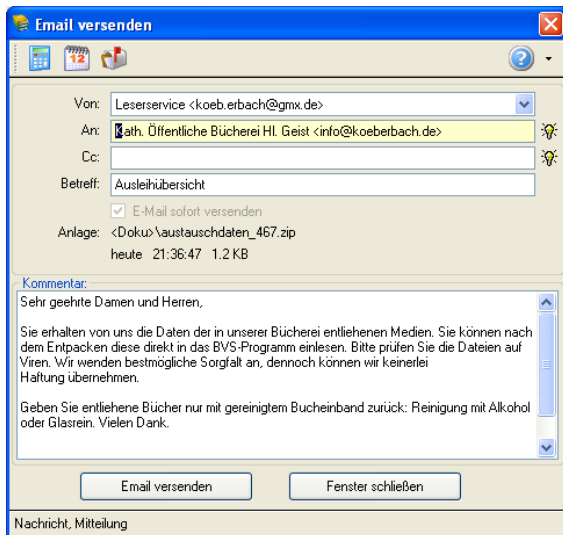 Email versenden
12
Von: Leserservice <koeb.erbach@gmx.de>
An: Kath. Öffentliche Bücherei Hl. Geist <info@koeberbach.de>
Cc:
Betreff: Ausleihübersicht
E-Mail sofort versenden
Anlage: <Doku>\austauschdaten_467.zip
heute 21:36:47 1.2 KB
Kommentar:
Sehr geehrte Damen und Herren,
Sie erhalten von uns die Daten der in unserer Bücherei entliehenen Medien. Sie können nach
dem Entpacken diese direkt in das BVS-Programm einlesen. Bitte prüfen Sie die Dateien auf
Viren. Wir wenden bestmögliche Sorgfalt an, dennoch können wir keinerlei
Haftung übernehmen.
Geben Sie entliehene Bücher nur mit gereinigtem Bucheinband zurück: Reinigung mit Alkohol
oder Glasrein. Vielen Dank.
Email versenden Fenster schließen
Nachricht, Mitteilung